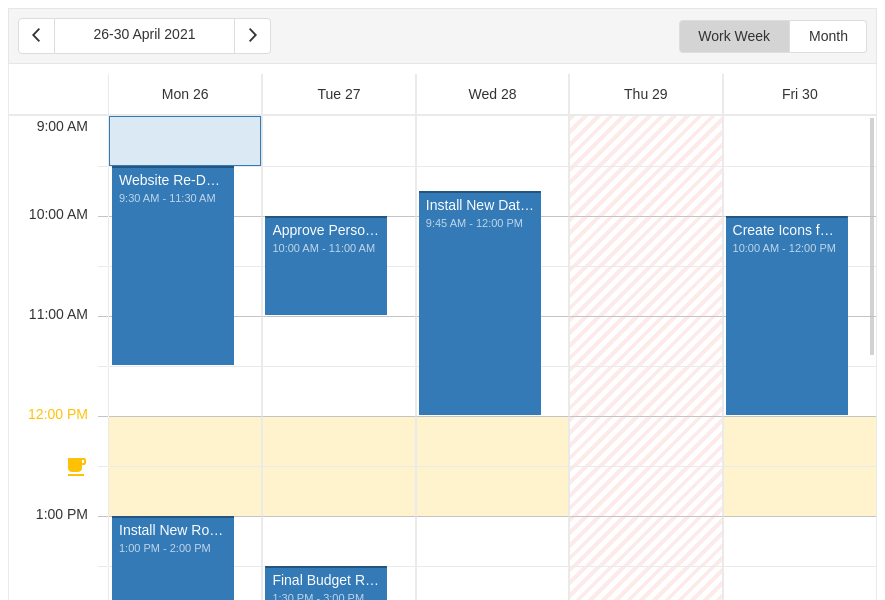 26-30 April 2021
Work Week
Month
Mon 26
Tue 27
Wed 28
Thu 29
Fri 30
9:00 AM
10:00 AM
11:00 AM
12:00 PM
1:00 PM
Website Re-D…
9:30 AM - 11:30 AM
Install New Ro…
1:00 PM - 2:00 PM
Approve Perso…
10:00 AM - 11:00 AM
Final Budget R…
1:30 PM - 3:00 PM
Install New Dat…
9:45 AM - 12:00 PM
Create Icons f…
10:00 AM - 12:00 PM